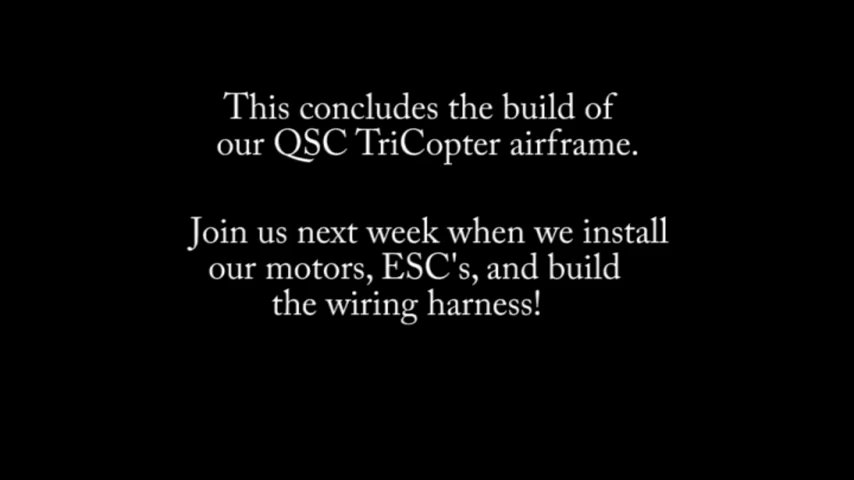 This concludes the build of
our QSC TriCopter airframe.
Join us next week when we install
our motors, ESC's, and build
the wiring harness!